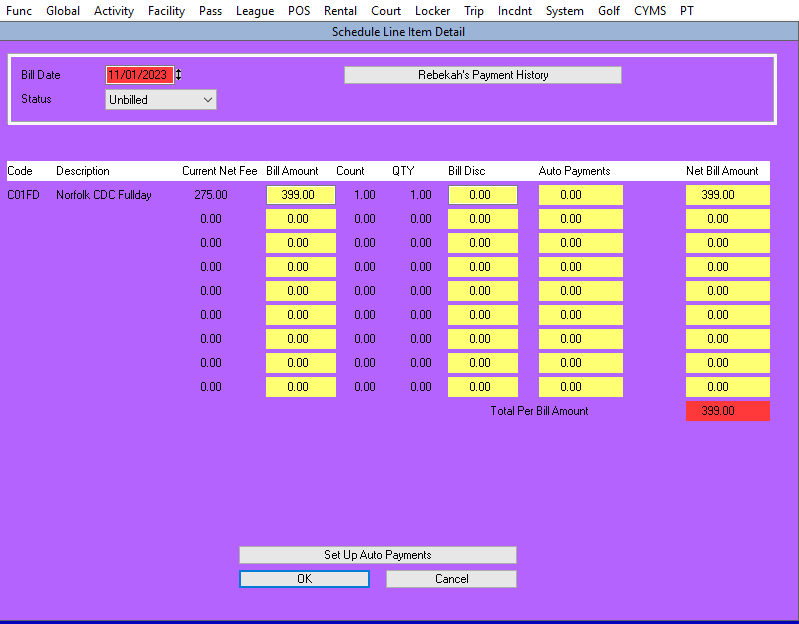 Func Global Activity Facility Pass League POS Rental Court Locker Trip Incdnt System Golf CYMS PT
Schedule Line Item Detail
Bill Date 11/01/2023 Rebekah's Payment History
Status Unbilled
Code Description Current Net Fee Bill Amount Count QTY Bill Disc Auto Payments Net Bill Amount
C01FD Norfolk CDC Fullday 275.00 399.00 1.00 1.00 0.00 0.00 399.00
0.00 0.00 0.00 0.00 0.00 0.00 0.00
0.00 0.00 0.00 0.00 0.00 0.00 0.00
0.00 0.00 0.00 0.00 0.00 0.00 0.00
0.00 0.00 0.00 0.00 0.00 0.00 0.00
0.00 0.00 0.00 0.00 0.00 0.00 0.00
0.00 0.00 0.00 0.00 0.00 0.00 0.00
0.00 0.00 0.00 0.00 0.00 0.00 0.00
0.00 0.00 0.00 0.00 0.00 0.00 0.00
Total Per Bill Amount 399.00
Set Up Auto Payments
OK Cancel